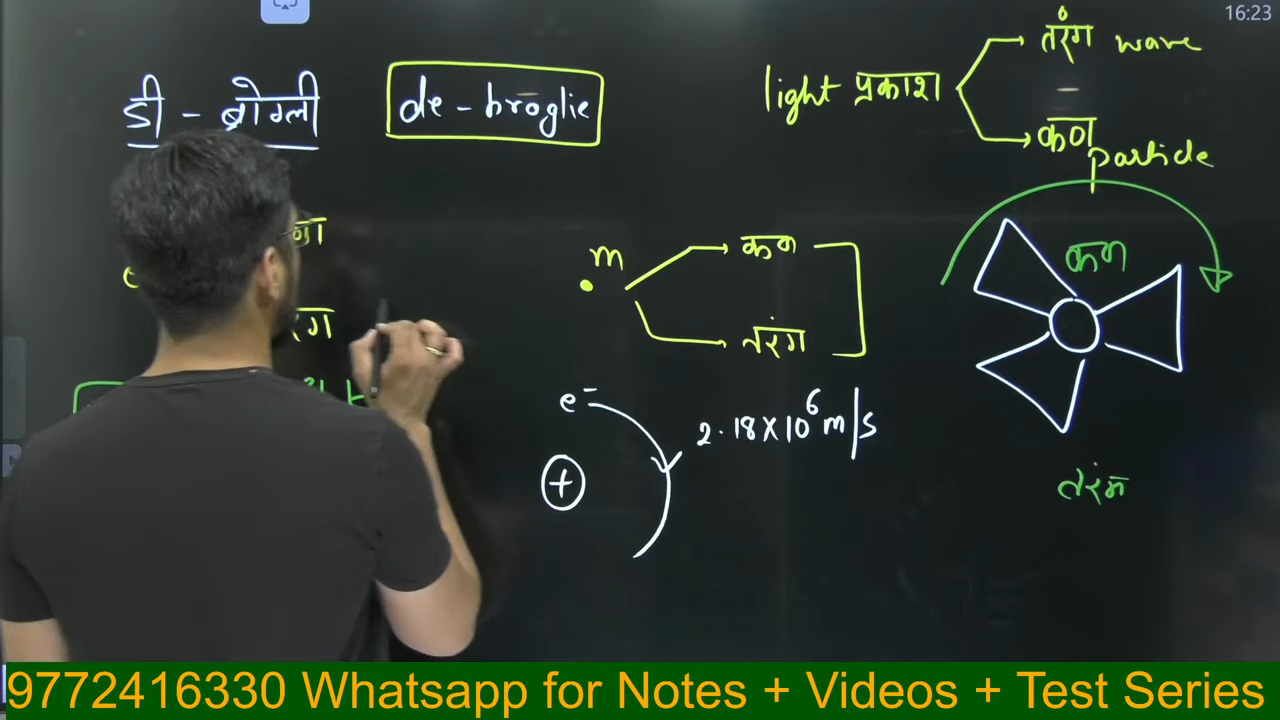 16:23
डी - ब्रोग्ली
de - broglie
light प्रकाश
तरंग wave
कण
particle
m
कण
तरंग
कण
e⁻
2.18×10⁶ m/s
+
तरंग
9772416330 Whatsapp for Notes + Videos + Test Series